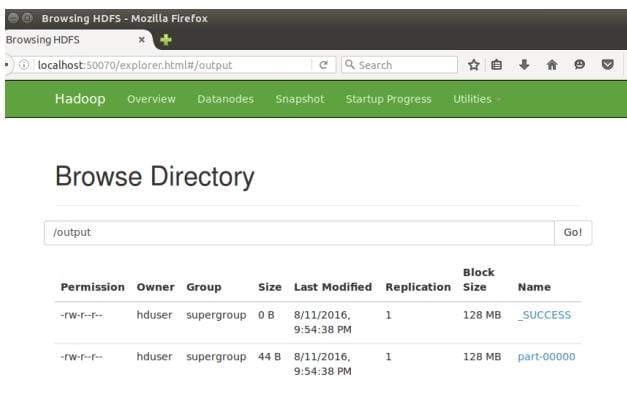 Browsing HDFS - Mozilla Firefox
Browsing HDFS
localhost:50070/explorer.html#/output
Search
Hadoop Overview Datanodes Snapshot Startup Progress Utilities
Browse Directory
/output Go!
Permission Owner Group Size Last Modified Replication Block Size Name
-rw-r--r-- hduser supergroup 0 B 8/11/2016, 9:54:38 PM 1 128 MB _SUCCESS
-rw-r--r-- hduser supergroup 44 B 8/11/2016, 9:54:38 PM 1 128 MB part-00000